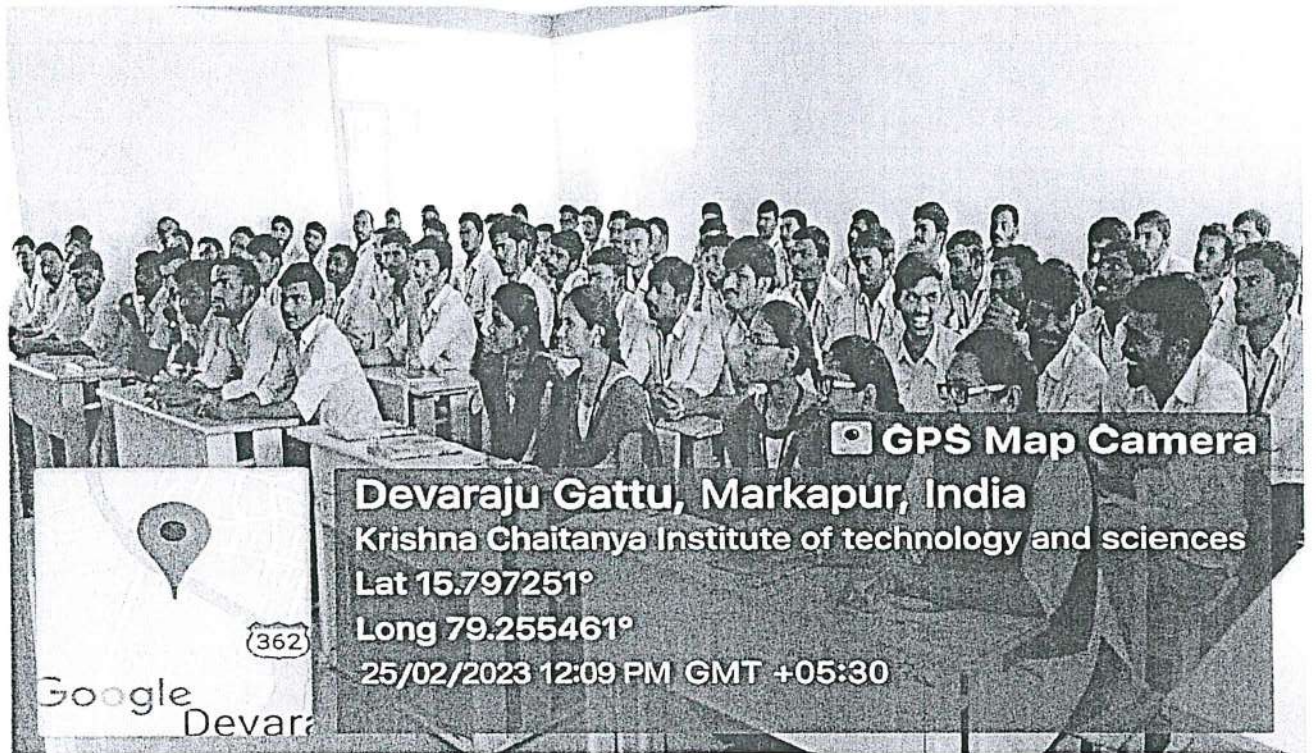 GPS Map Camera
Devaraju Gattu, Markapur, India
Krishna Chaitanya Institute of technology and sciences
Lat 15.797251°
Long 79.255461°
25/02/2023 12:09 PM GMT +05:30
362
Google
Devara